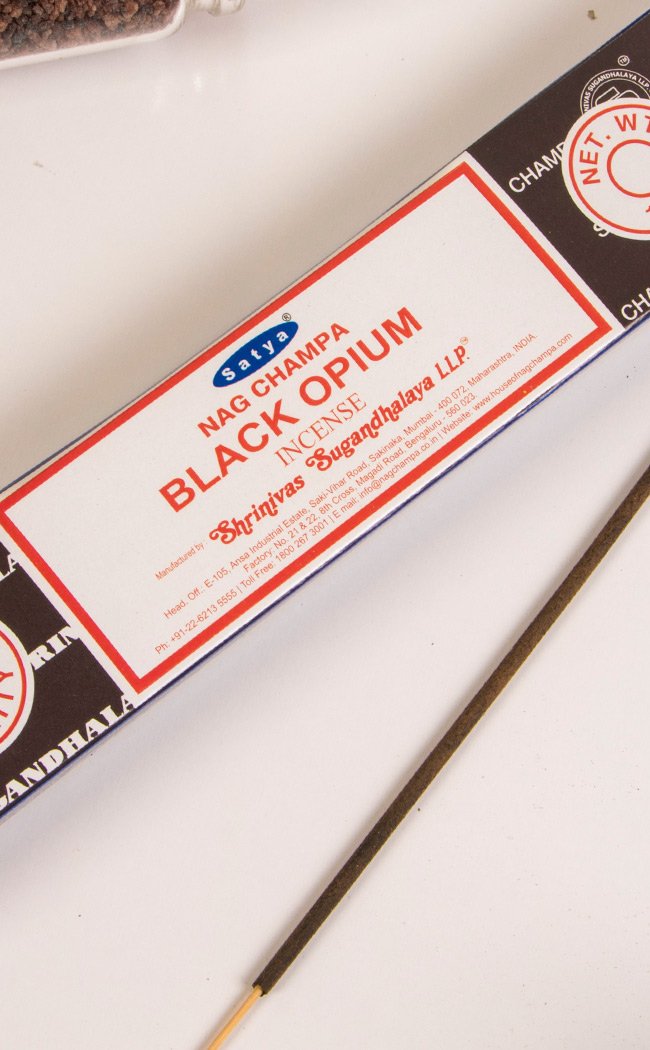 Satya®
NAG CHAMPA
BLACK OPIUM
INCENSE
Manufactured by Shrinivas Sugandhalaya LLP.™
Head. Off.: E-105, Ansa Industrial Estate, Saki-Vihar Road, Sakinaka, Mumbai - 400 072, Maharashtra, INDIA.
Factory: No. 21 & 22, 8th Cross, Magadi Road, Bengaluru - 560 023.
Ph: +91-22-6213 5555 | Toll Free: 1800 267 3001 | E mail: info@nagchampa.co.in | Website: www.houseofnagchampa.com
NET. WT
CHAMP
CHA
RIN
GANDHALA